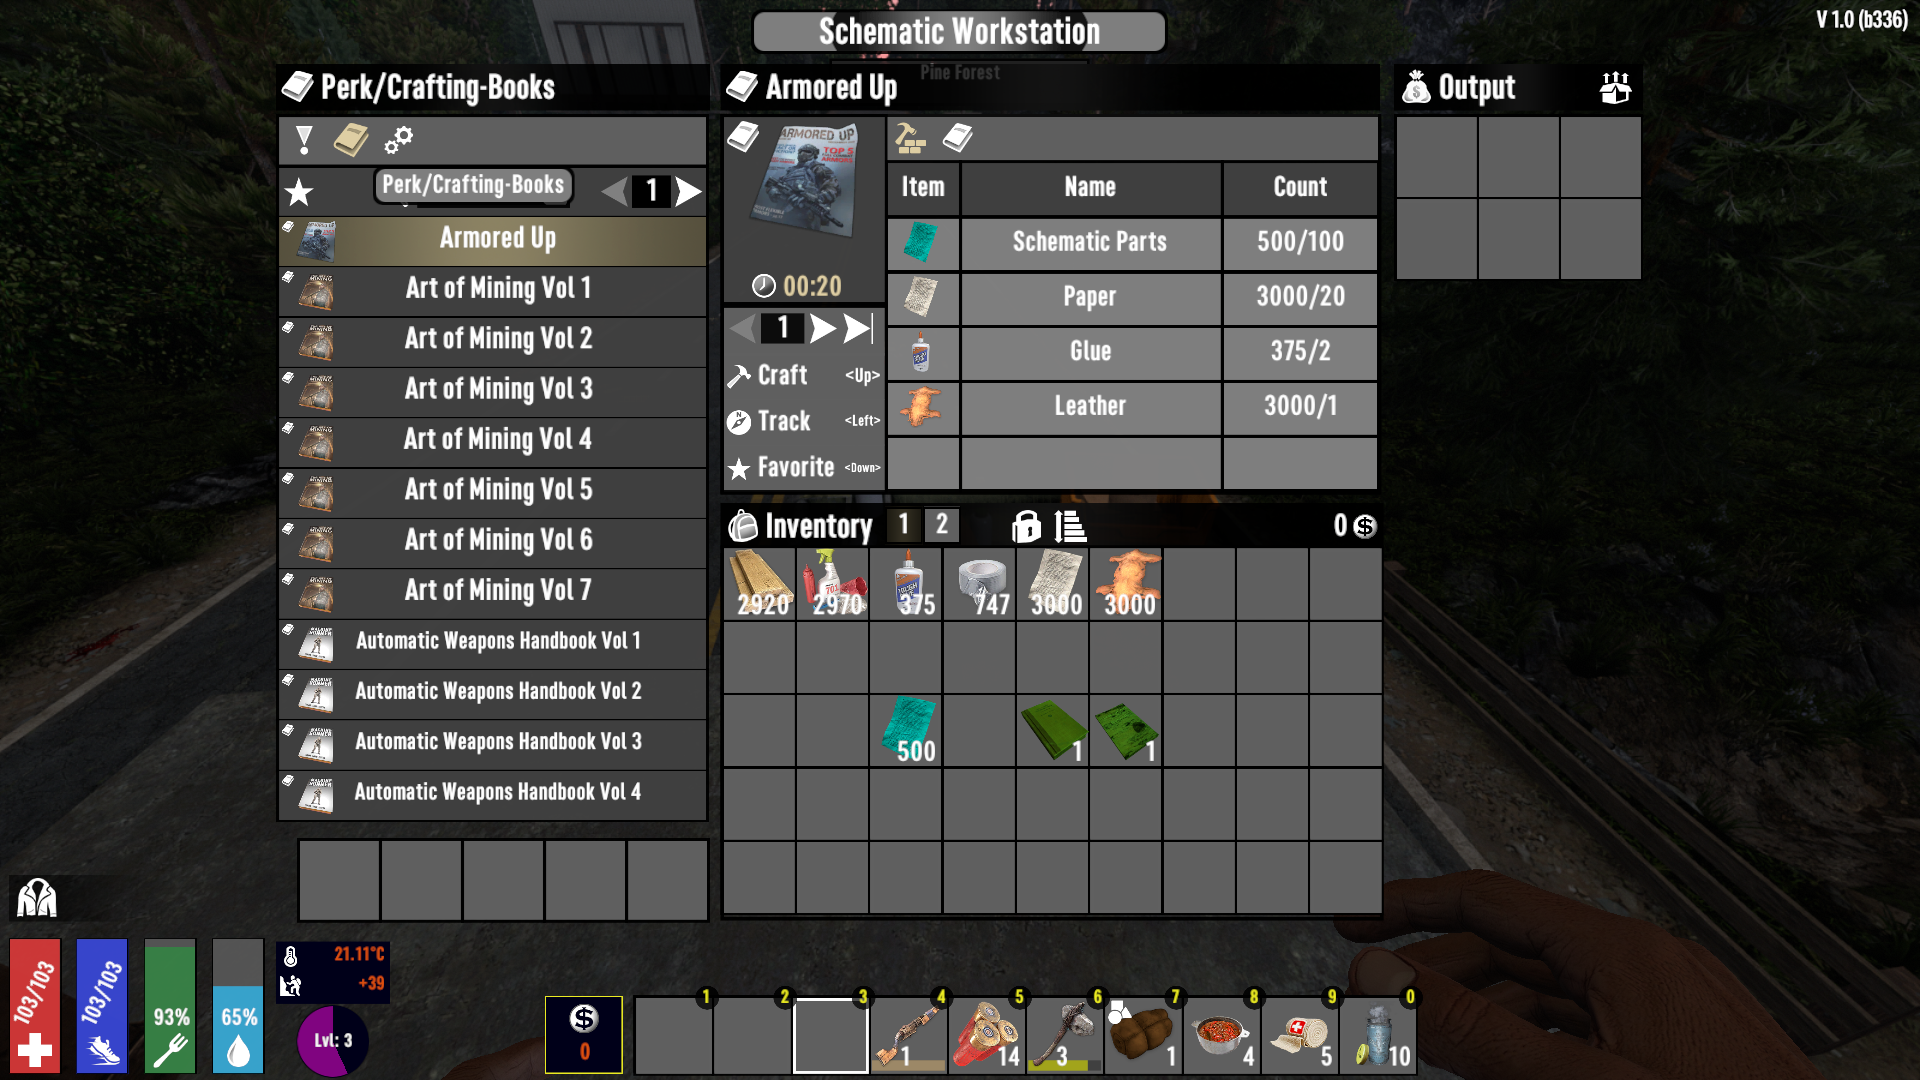 Schematic Workstation
V 1.0 (b336)
Pine Forest
Perk/Crafting-Books
Perk/Crafting-Books
1
Armored Up
Art of Mining Vol 1
Art of Mining Vol 2
Art of Mining Vol 3
Art of Mining Vol 4
Art of Mining Vol 5
Art of Mining Vol 6
Art of Mining Vol 7
Automatic Weapons Handbook Vol 1
Automatic Weapons Handbook Vol 2
Automatic Weapons Handbook Vol 3
Automatic Weapons Handbook Vol 4
Armored Up
ARMORED UP
TOP 5
00:20
1
Craft <Up>
Track <Left>
Favorite <Down>
Item Name Count
Schematic Parts 500/100
Paper 3000/20
Glue 375/2
Leather 3000/1
Output
Inventory 1 2
0
2920 2970 375 747 3000 3000
500 1 1
103/103
103/103
93%
65%
21.11°C
+39
Lvl: 3
0
1 2 3 4 5 6 7 8 9 0
1 14 3 1 4 5 10